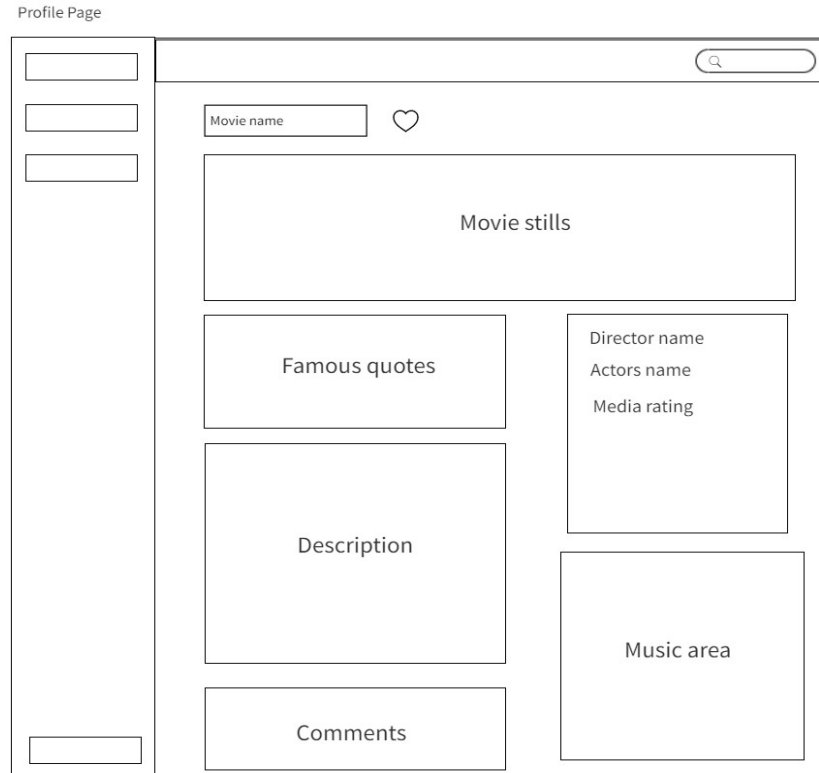 Profile Page
Movie name
Movie stills
Famous quotes
Director name
Actors name
Media rating
Description
Music area
Comments